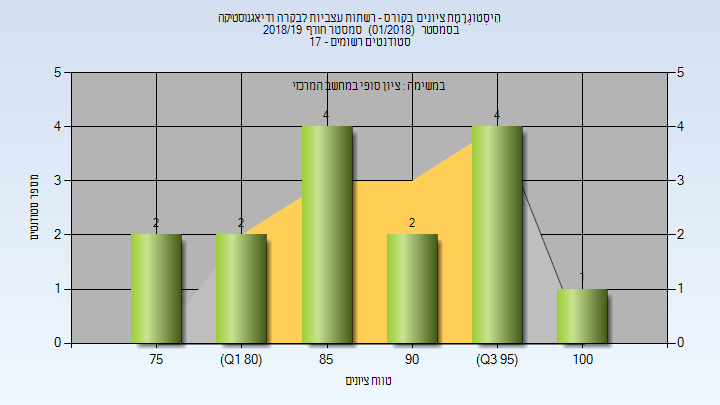 היסטוגרמת ציונים בקורס - רשתות עצביות לבקרה ודיאגנוסטיקה
בסמסטר (01/2018) סמסטר חורף 2018/19
סטודנטים רשומים - 17
במשימה : ציון סופי במחשב המרכזי
5 5
4 4
3 3
2 2
1 1
0 0
2 2 4 2 4 1
מספר סטודנטים
75 (Q1 80) 85 90 (Q3 95) 100
טווח ציונים